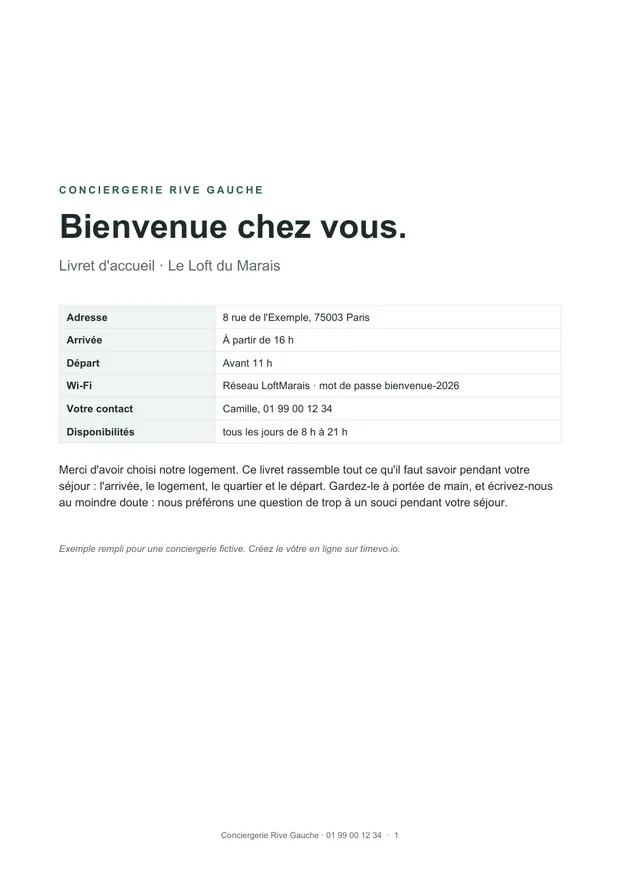 CONCIERGERIE RIVE GAUCHE
Bienvenue chez vous.
Livret d'accueil · Le Loft du Marais
Adresse 8 rue de l'Exemple, 75003 Paris
Arrivée À partir de 16 h
Départ Avant 11 h
Wi-Fi Réseau LoftMarais · mot de passe bienvenue-2026
Votre contact Camille, 01 99 00 12 34
Disponibilités tous les jours de 8 h à 21 h
Merci d'avoir choisi notre logement. Ce livret rassemble tout ce qu'il faut savoir pendant votre
séjour : l'arrivée, le logement, le quartier et le départ. Gardez-le à portée de main, et écrivez-nous
au moindre doute : nous préférons une question de trop à un souci pendant votre séjour.
Exemple rempli pour une conciergerie fictive. Créez le vôtre en ligne sur timevo.io.
Conciergerie Rive Gauche · 01 99 00 12 34 · 1